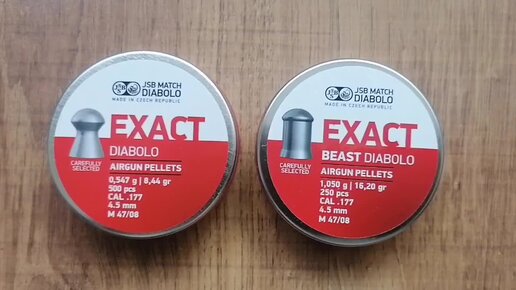 JSB MATCH
DIABOLO
MADE IN CZECH REPUBLIC
EXACT
DIABOLO
CAREFULLY
SELECTED
AIRGUN PELLETS
0,547 g | 8,44 gr
500 pcs
CAL .177
4.5 mm
M 47/08
JSB MATCH
DIABOLO
MADE IN CZECH REPUBLIC
EXACT
BEAST DIABOLO
CAREFULLY
SELECTED
AIRGUN PELLETS
1,050 g | 16,20 gr
250 pcs
CAL .177
4.5 mm
M 47/08